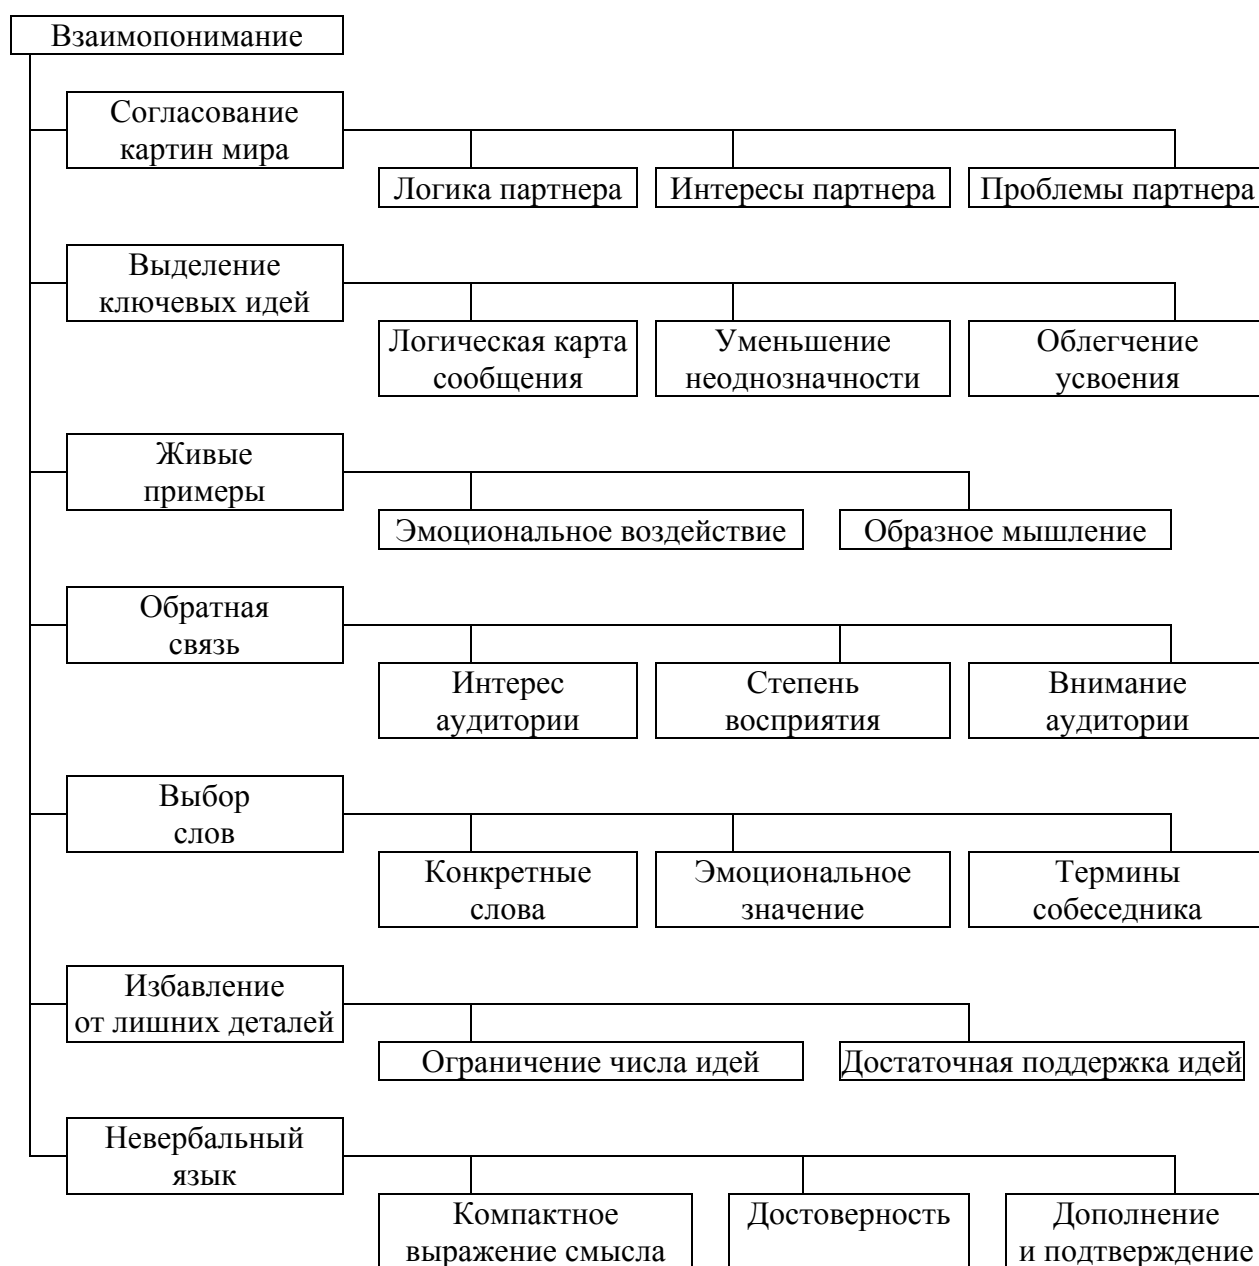 Взаимопонимание
Согласование
картин мира
Логика партнера
Интересы партнера
Проблемы партнера
Выделение
ключевых идей
Логическая карта
сообщения
Уменьшение
неоднозначности
Облегчение
усвоения
Живые
примеры
Эмоциональное воздействие
Образное мышление
Обратная
связь
Интерес
аудитории
Степень
восприятия
Внимание
аудитории
Выбор
слов
Конкретные
слова
Эмоциональное
значение
Термины
собеседника
Избавление
от лишних деталей
Ограничение числа идей
Достаточная поддержка идей
Невербальный
язык
Компактное
выражение смысла
Достоверность
Дополнение
и подтверждение